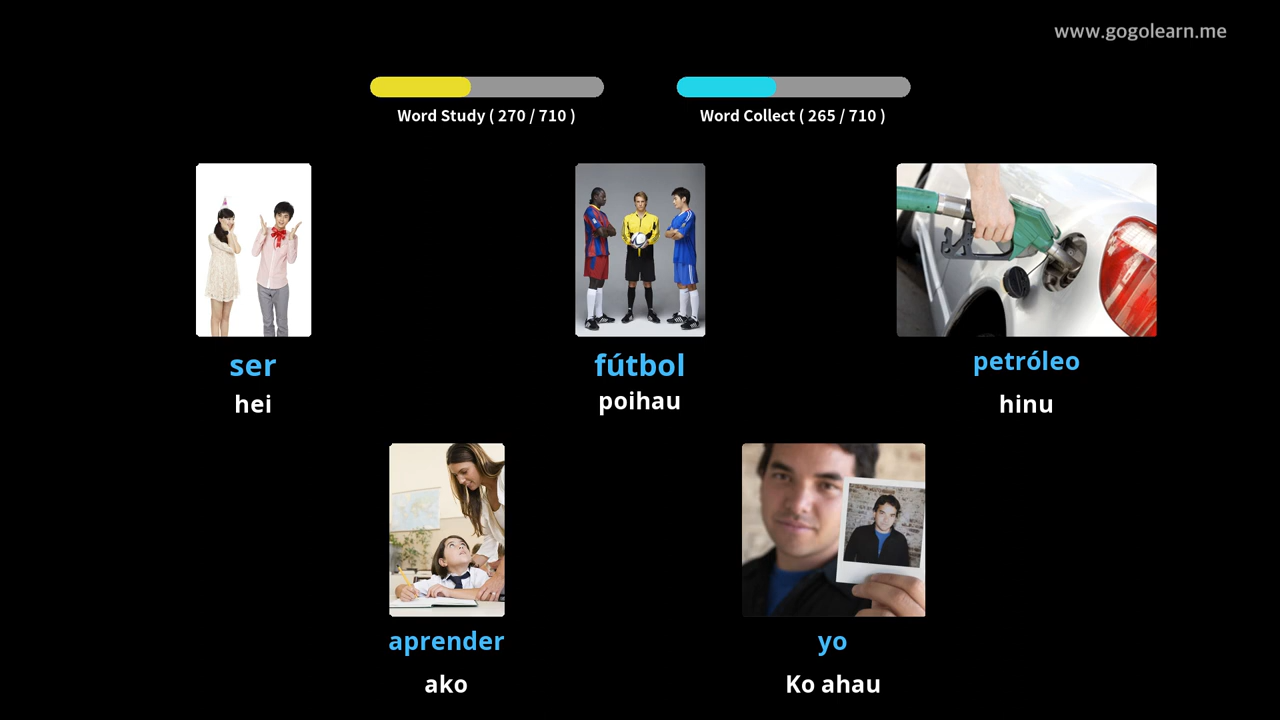 www.gogolearn.me
Word Study ( 270 / 710 )
Word Collect ( 265 / 710 )
ser
hei
fútbol
poihau
petróleo
hinu
aprender
ako
yo
Ko ahau